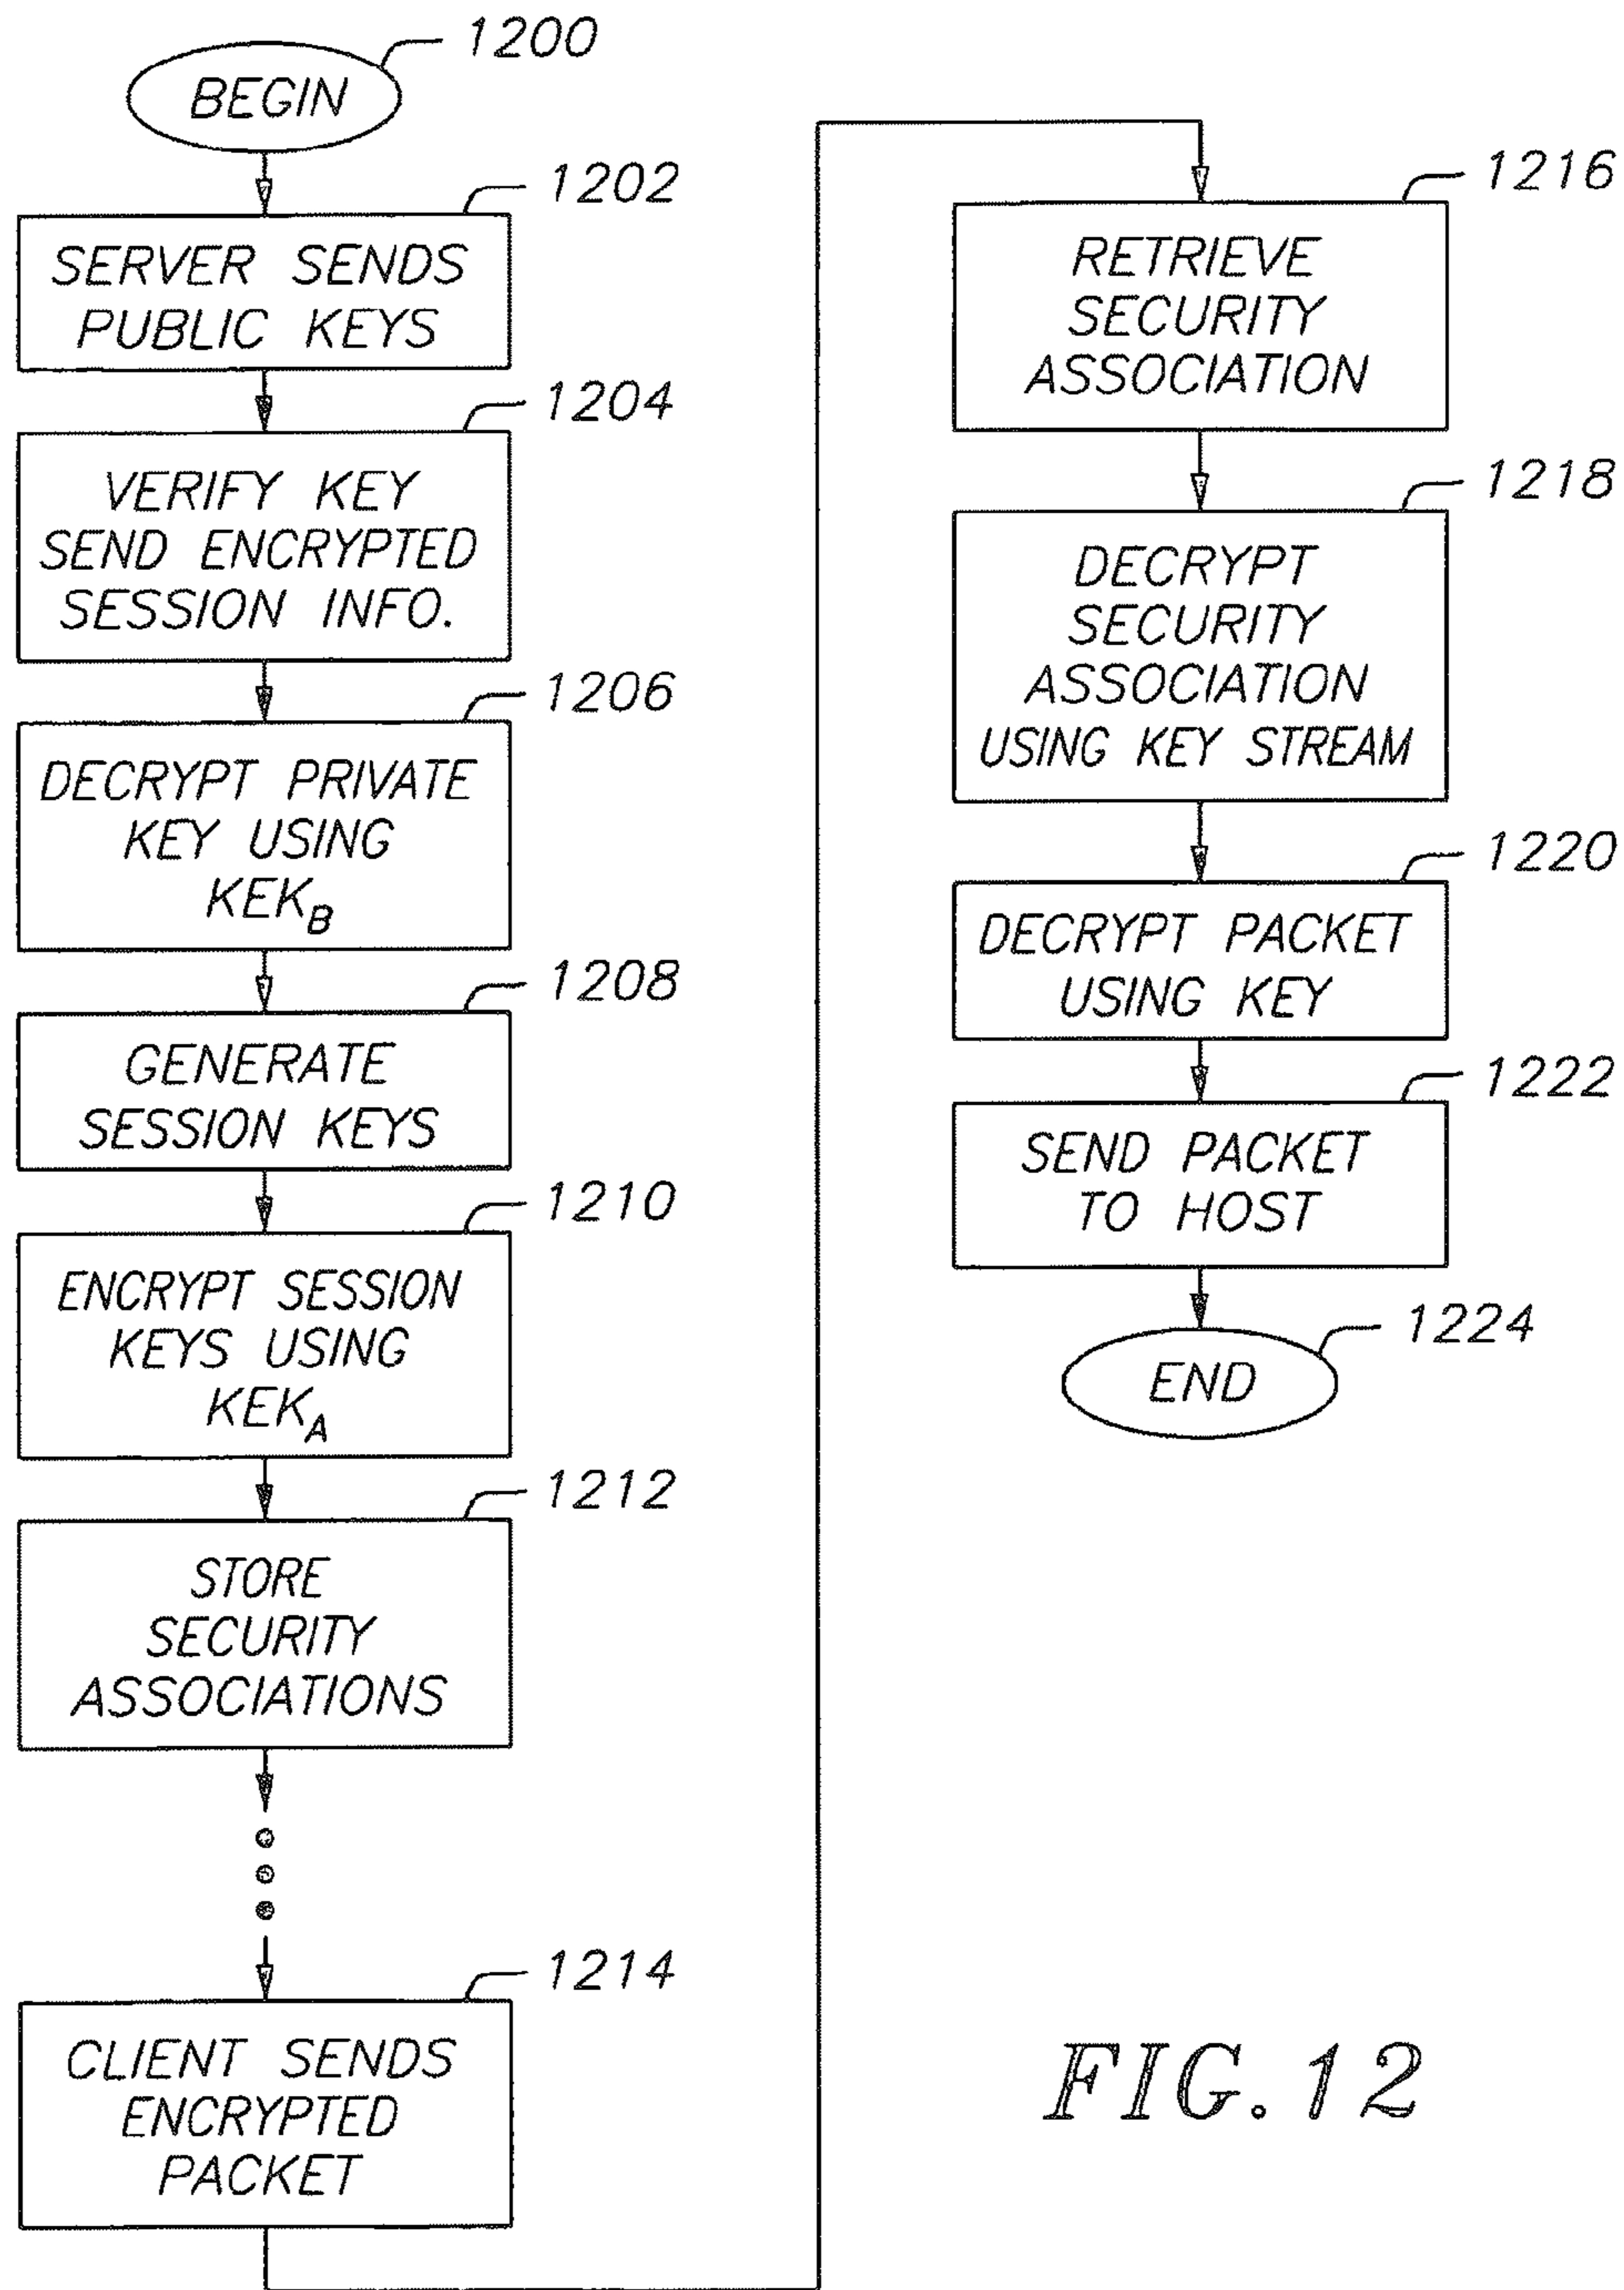 1200
BEGIN
1202
SERVER SENDS
PUBLIC KEYS
1204
VERIFY KEY
SEND ENCRYPTED
SESSION INFO.
1206
DECRYPT PRIVATE
KEY USING
KEK_B
1208
GENERATE
SESSION KEYS
1210
ENCRYPT SESSION
KEYS USING
KEK_A
1212
STORE
SECURITY
ASSOCIATIONS
1214
CLIENT SENDS
ENCRYPTED
PACKET
1216
RETRIEVE
SECURITY
ASSOCIATION
1218
DECRYPT
SECURITY
ASSOCIATION
USING KEY STREAM
1220
DECRYPT PACKET
USING KEY
1222
SEND PACKET
TO HOST
1224
END
FIG.12